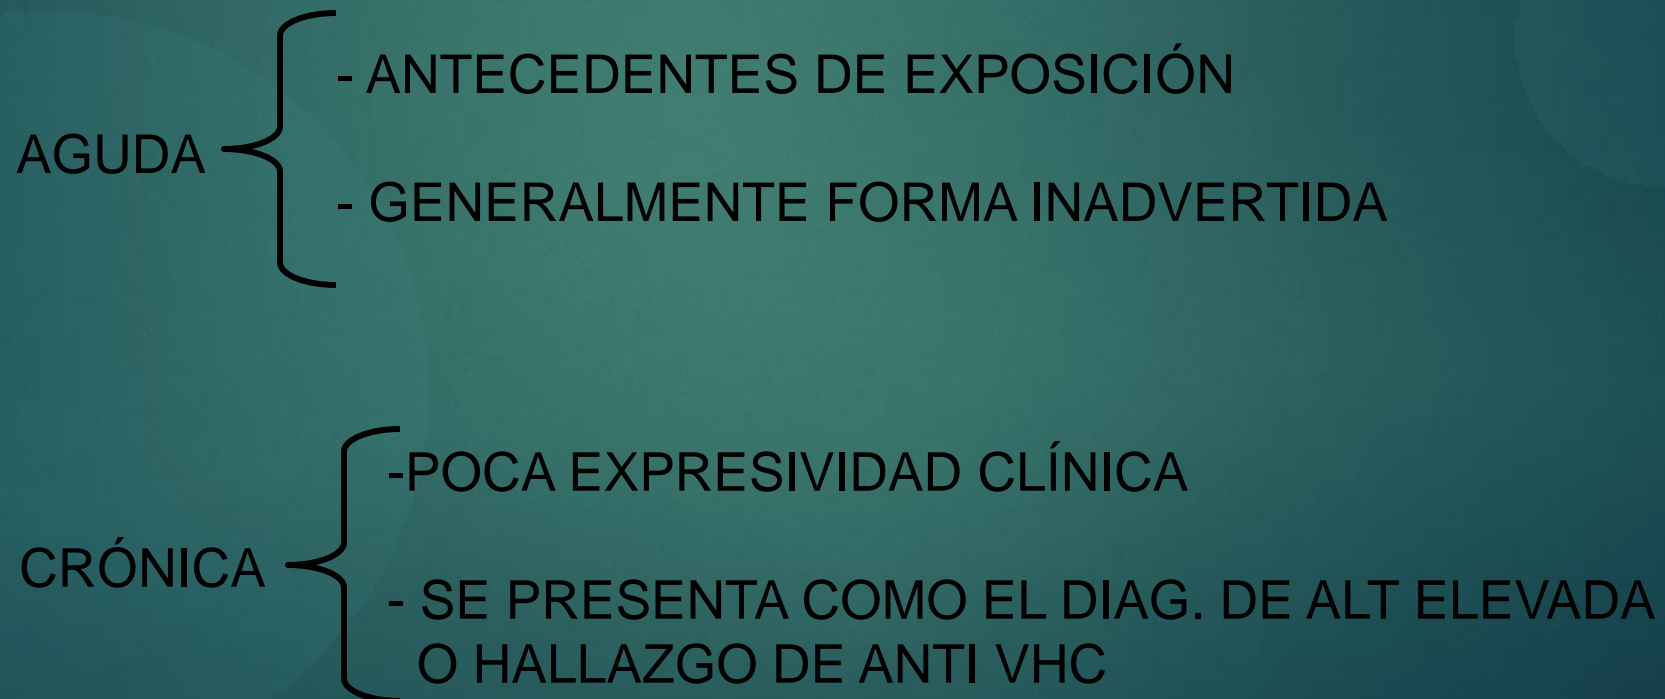 - ANTECEDENTES DE EXPOSICIÓN
AGUDA
- GENERALMENTE FORMA INADVERTIDA
-POCA EXPRESIVIDAD CLÍNICA
CRÓNICA
- SE PRESENTA COMO EL DIAG. DE ALT ELEVADA
O HALLAZGO DE ANTI VHC